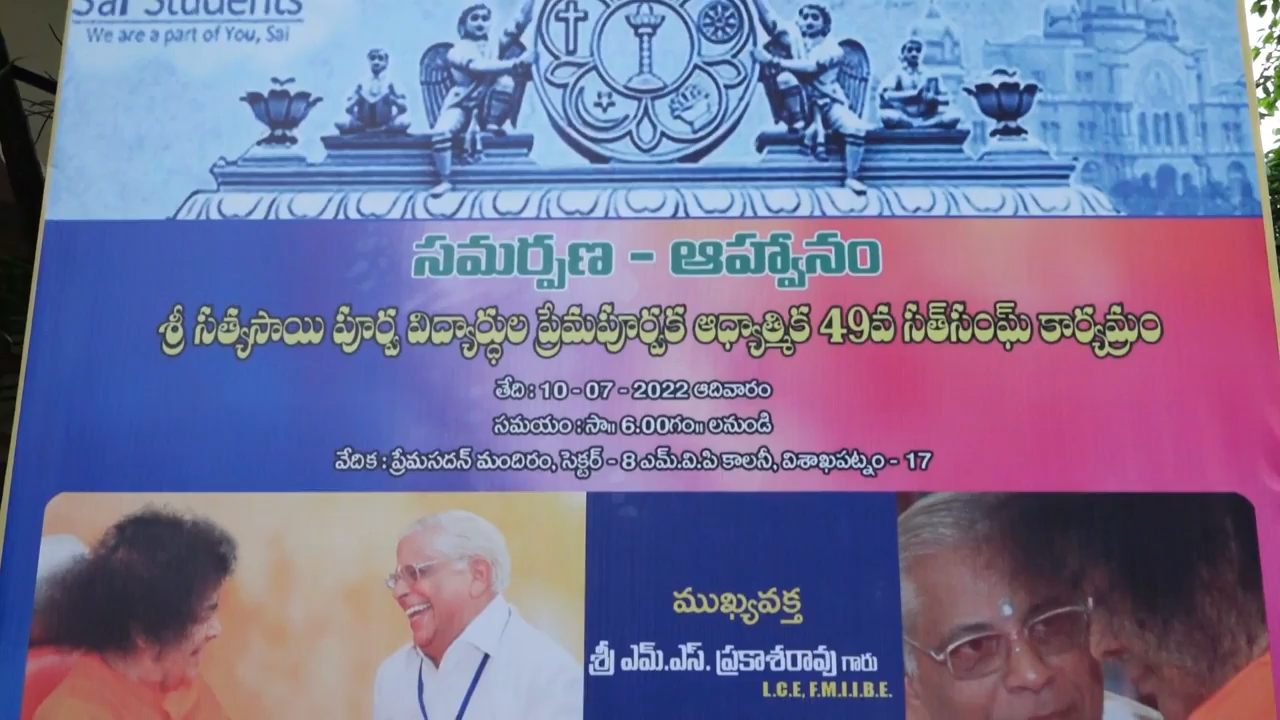 Sai Students
We are a part of You, Sai
సమర్పణ - ఆహ్వానం
శ్రీ సత్యసాయి పూర్వ విద్యార్థుల ప్రేమపూర్వక ఆధ్యాత్మిక 49వ సత్‌సంఘ్ కార్యక్రమం
తేది : 10 - 07 - 2022 ఆదివారం
సమయం : సా॥ 6.00గం॥ లనుండి
వేదిక : ప్రేమసదన్ మందిరం, సెక్టర్ - 8 ఎమ్.వి.పి కాలనీ, విశాఖపట్నం - 17
ముఖ్యవక్త
శ్రీ ఎమ్.ఎస్. ప్రకాశరావు గారు
L.C.E, F.M.I.I.B.E.